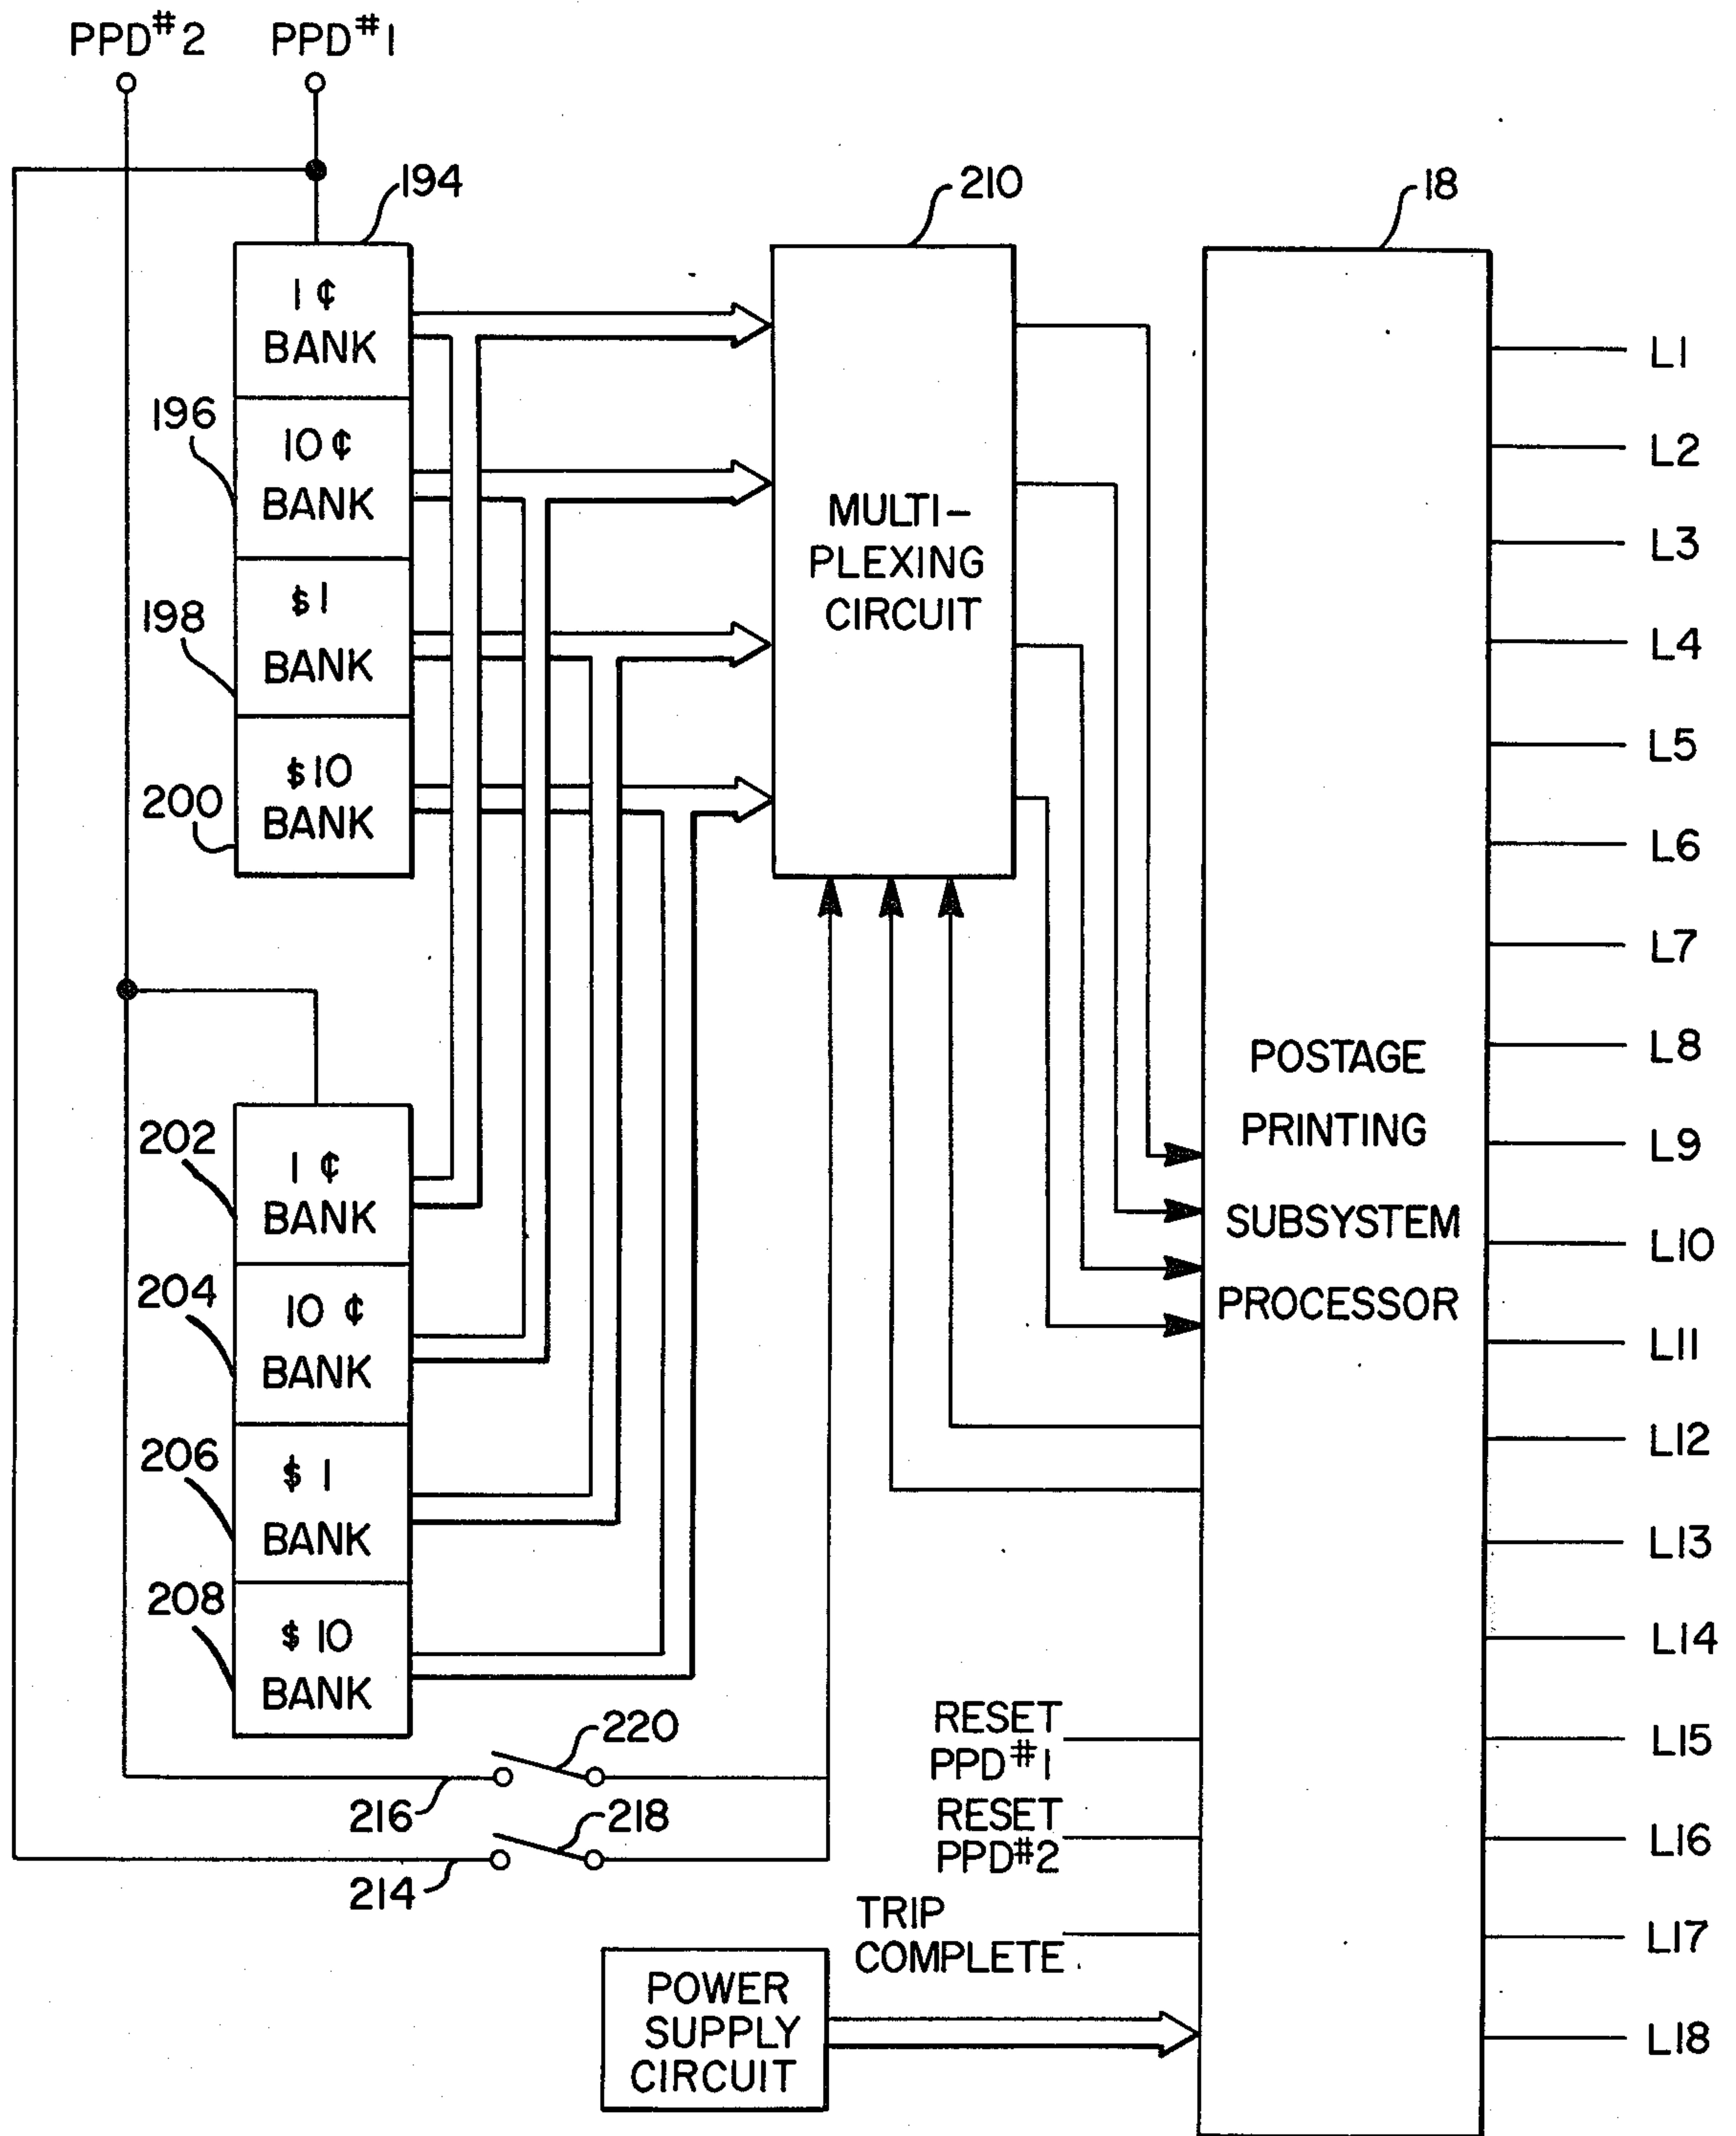 PPD#2
PPD#1
194
210
18
1 ¢
BANK
196
10 ¢
BANK
198
$1
BANK
200
$10
BANK
MULTI-
PLEXING
CIRCUIT
L1
L2
L3
L4
L5
L6
L7
L8
L9
L10
L11
L12
L13
L14
L15
L16
L17
L18
202
1 ¢
BANK
204
10 ¢
BANK
206
$ 1
BANK
208
$ 10
BANK
POSTAGE
PRINTING
SUBSYSTEM
PROCESSOR
220
216
218
214
RESET
PPD#1
RESET
PPD#2
TRIP
COMPLETE
POWER
SUPPLY
CIRCUIT